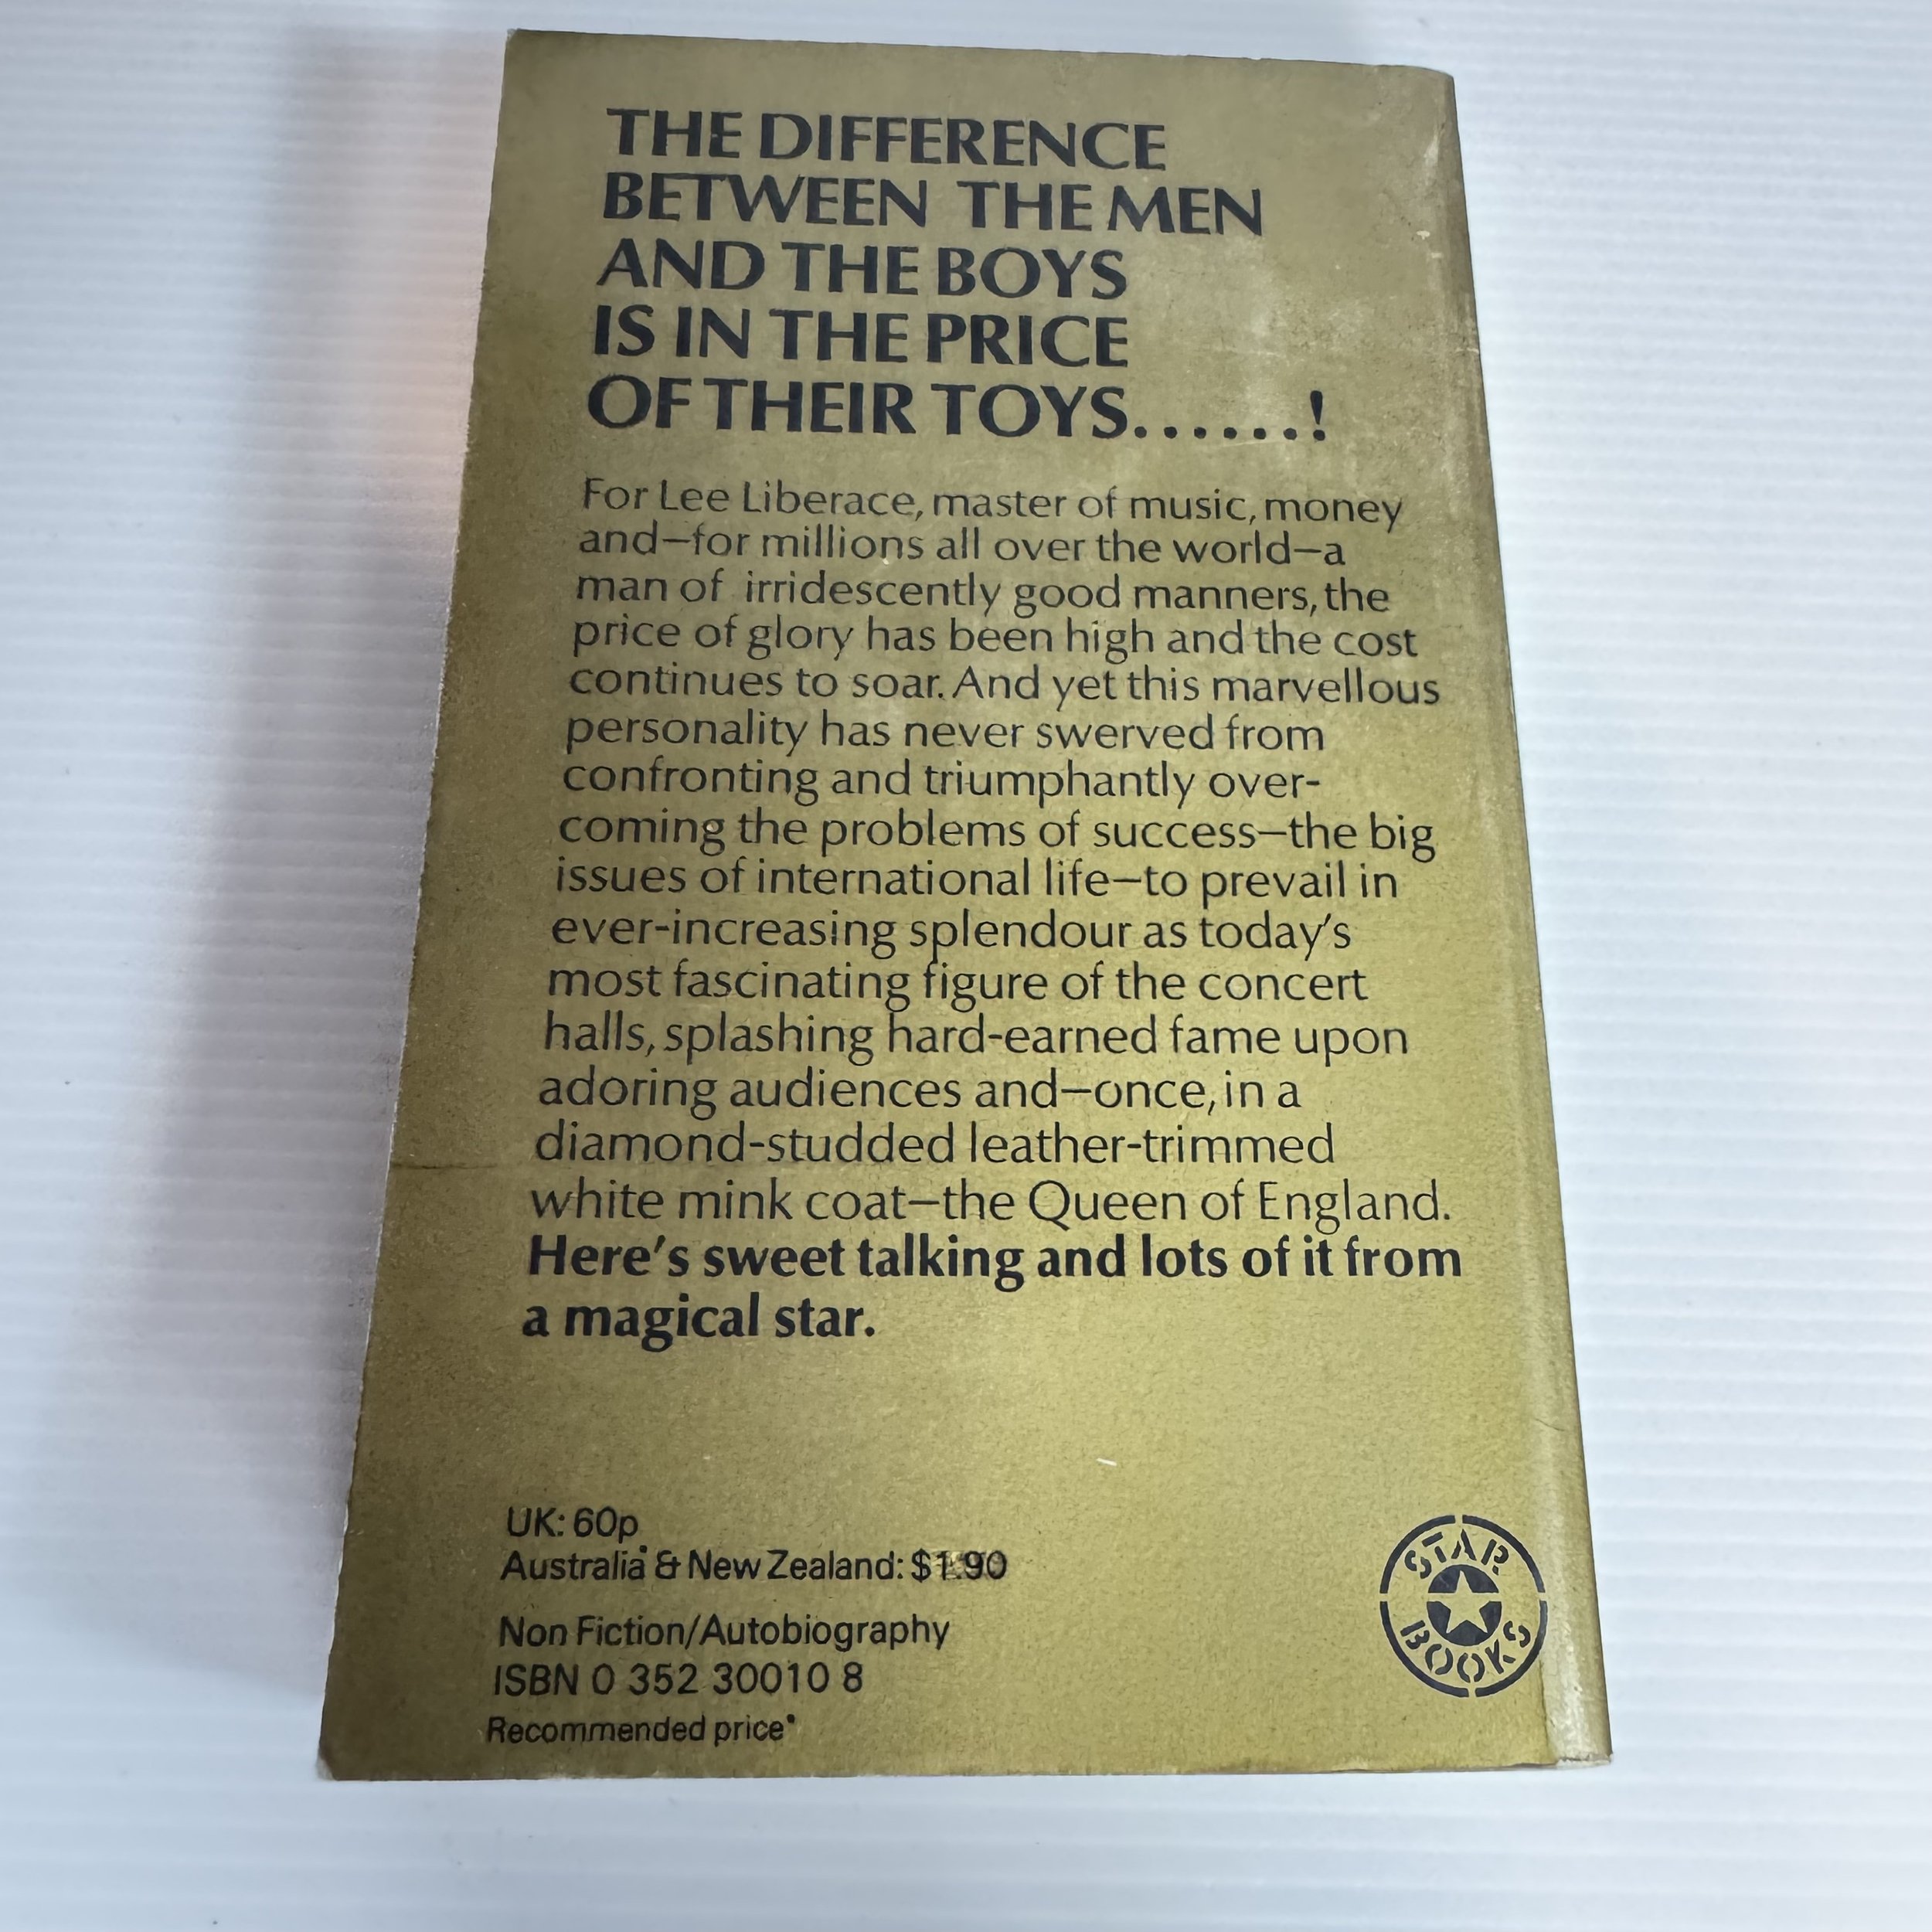 THE DIFFERENCE
BETWEEN THE MEN
AND THE BOYS
IS IN THE PRICE
OF THEIR TOYS......!
For Lee Liberace, master of music, money
and—for millions all over the world—a
man of irridescently good manners, the
price of glory has been high and the cost
continues to soar. And yet this marvellous
personality has never swerved from
confronting and triumphantly over-
coming the problems of success—the big
issues of international life—to prevail in
ever-increasing splendour as today's
most fascinating figure of the concert
halls, splashing hard-earned fame upon
adoring audiences and—once, in a
diamond-studded leather-trimmed
white mink coat—the Queen of England.
Here's sweet talking and lots of it from
a magical star.
UK: 60p
Australia• & New Zealand: $1.90
Non Fiction/Autobiography
ISBN 0 352 30010 8
Recommended price•
STAR
BOOKS